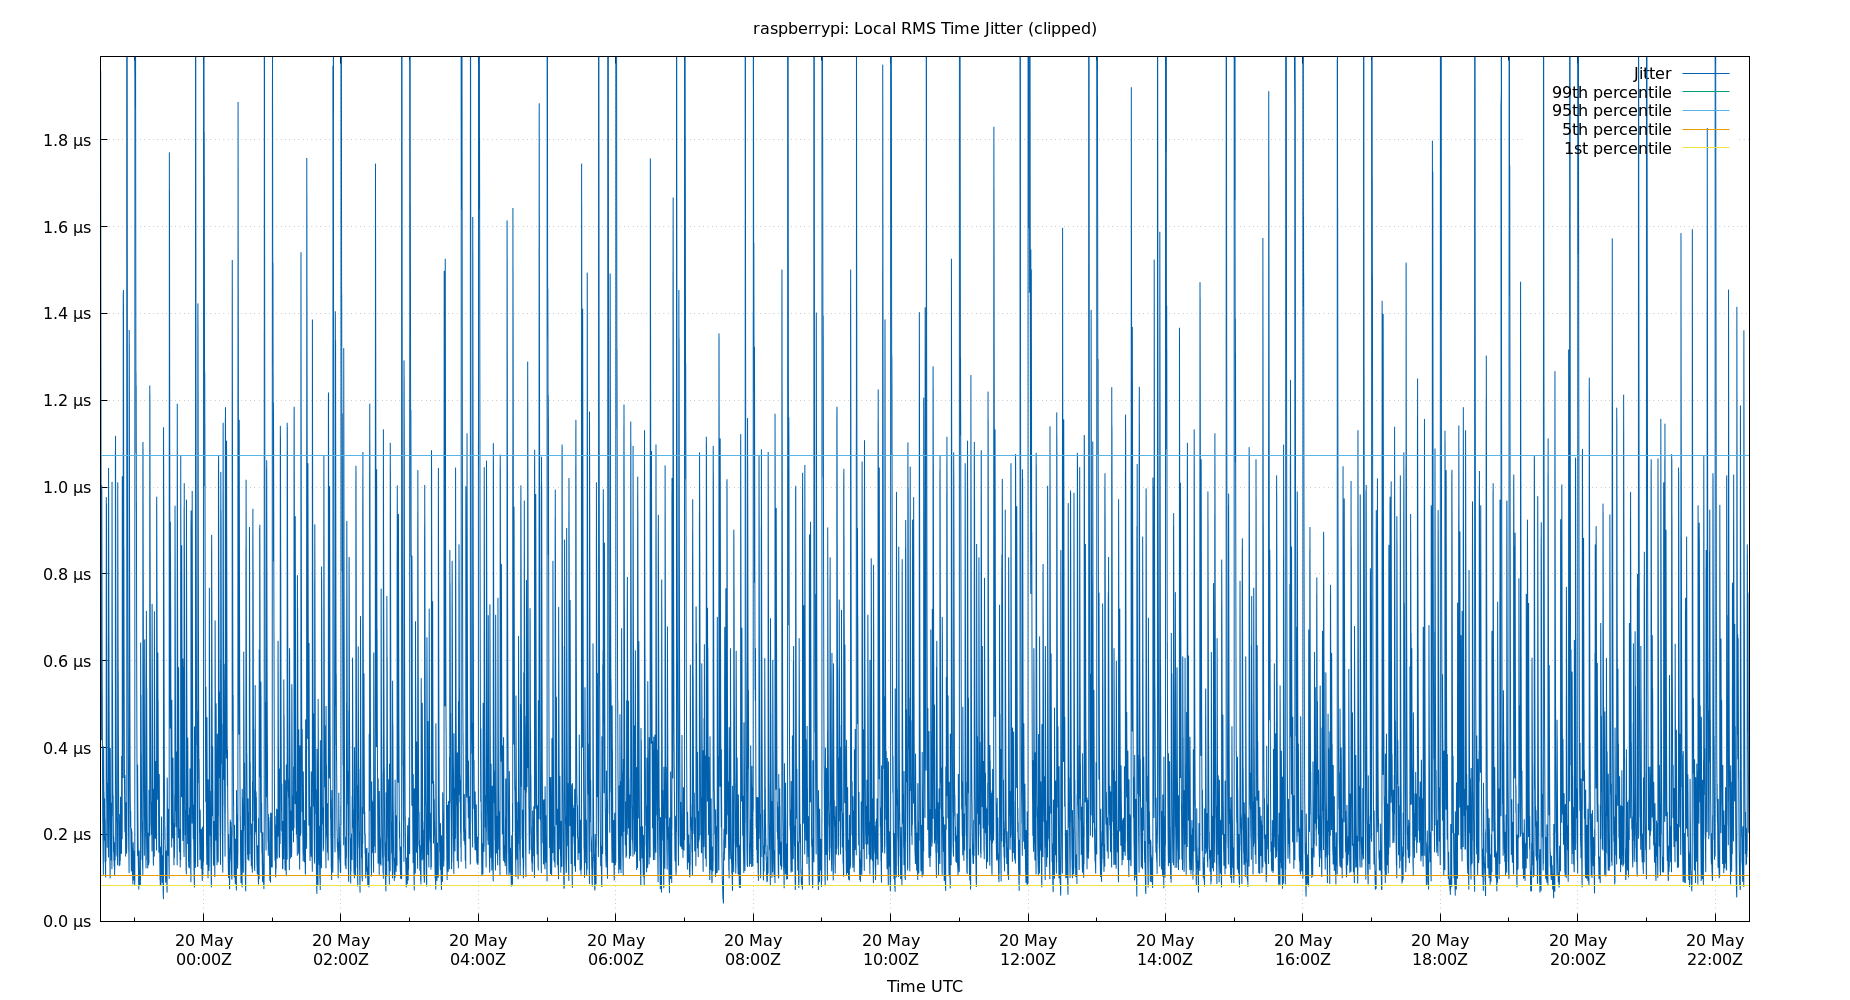 raspberrypi: Local RMS Time Jitter (clipped)
Jitter
99th percentile
95th percentile
5th percentile
1st percentile
1.8 µs
1.6 µs
1.4 µs
1.2 µs
1.0 µs
0.8 µs
0.6 µs
0.4 µs
0.2 µs
0.0 µs
20 May 20 May 20 May 20 May 20 May 20 May 20 May 20 May 20 May 20 May 20 May 20 May
00:00Z 02:00Z 04:00Z 06:00Z 08:00Z 10:00Z 12:00Z 14:00Z 16:00Z 18:00Z 20:00Z 22:00Z
Time UTC